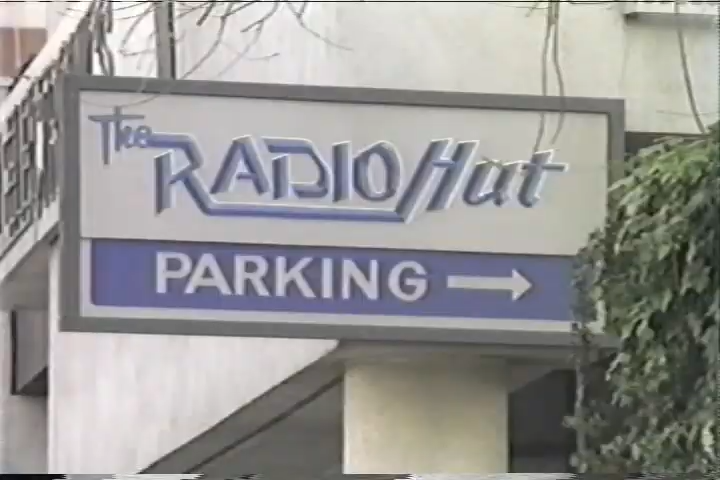 The RADIO Hut
PARKING →